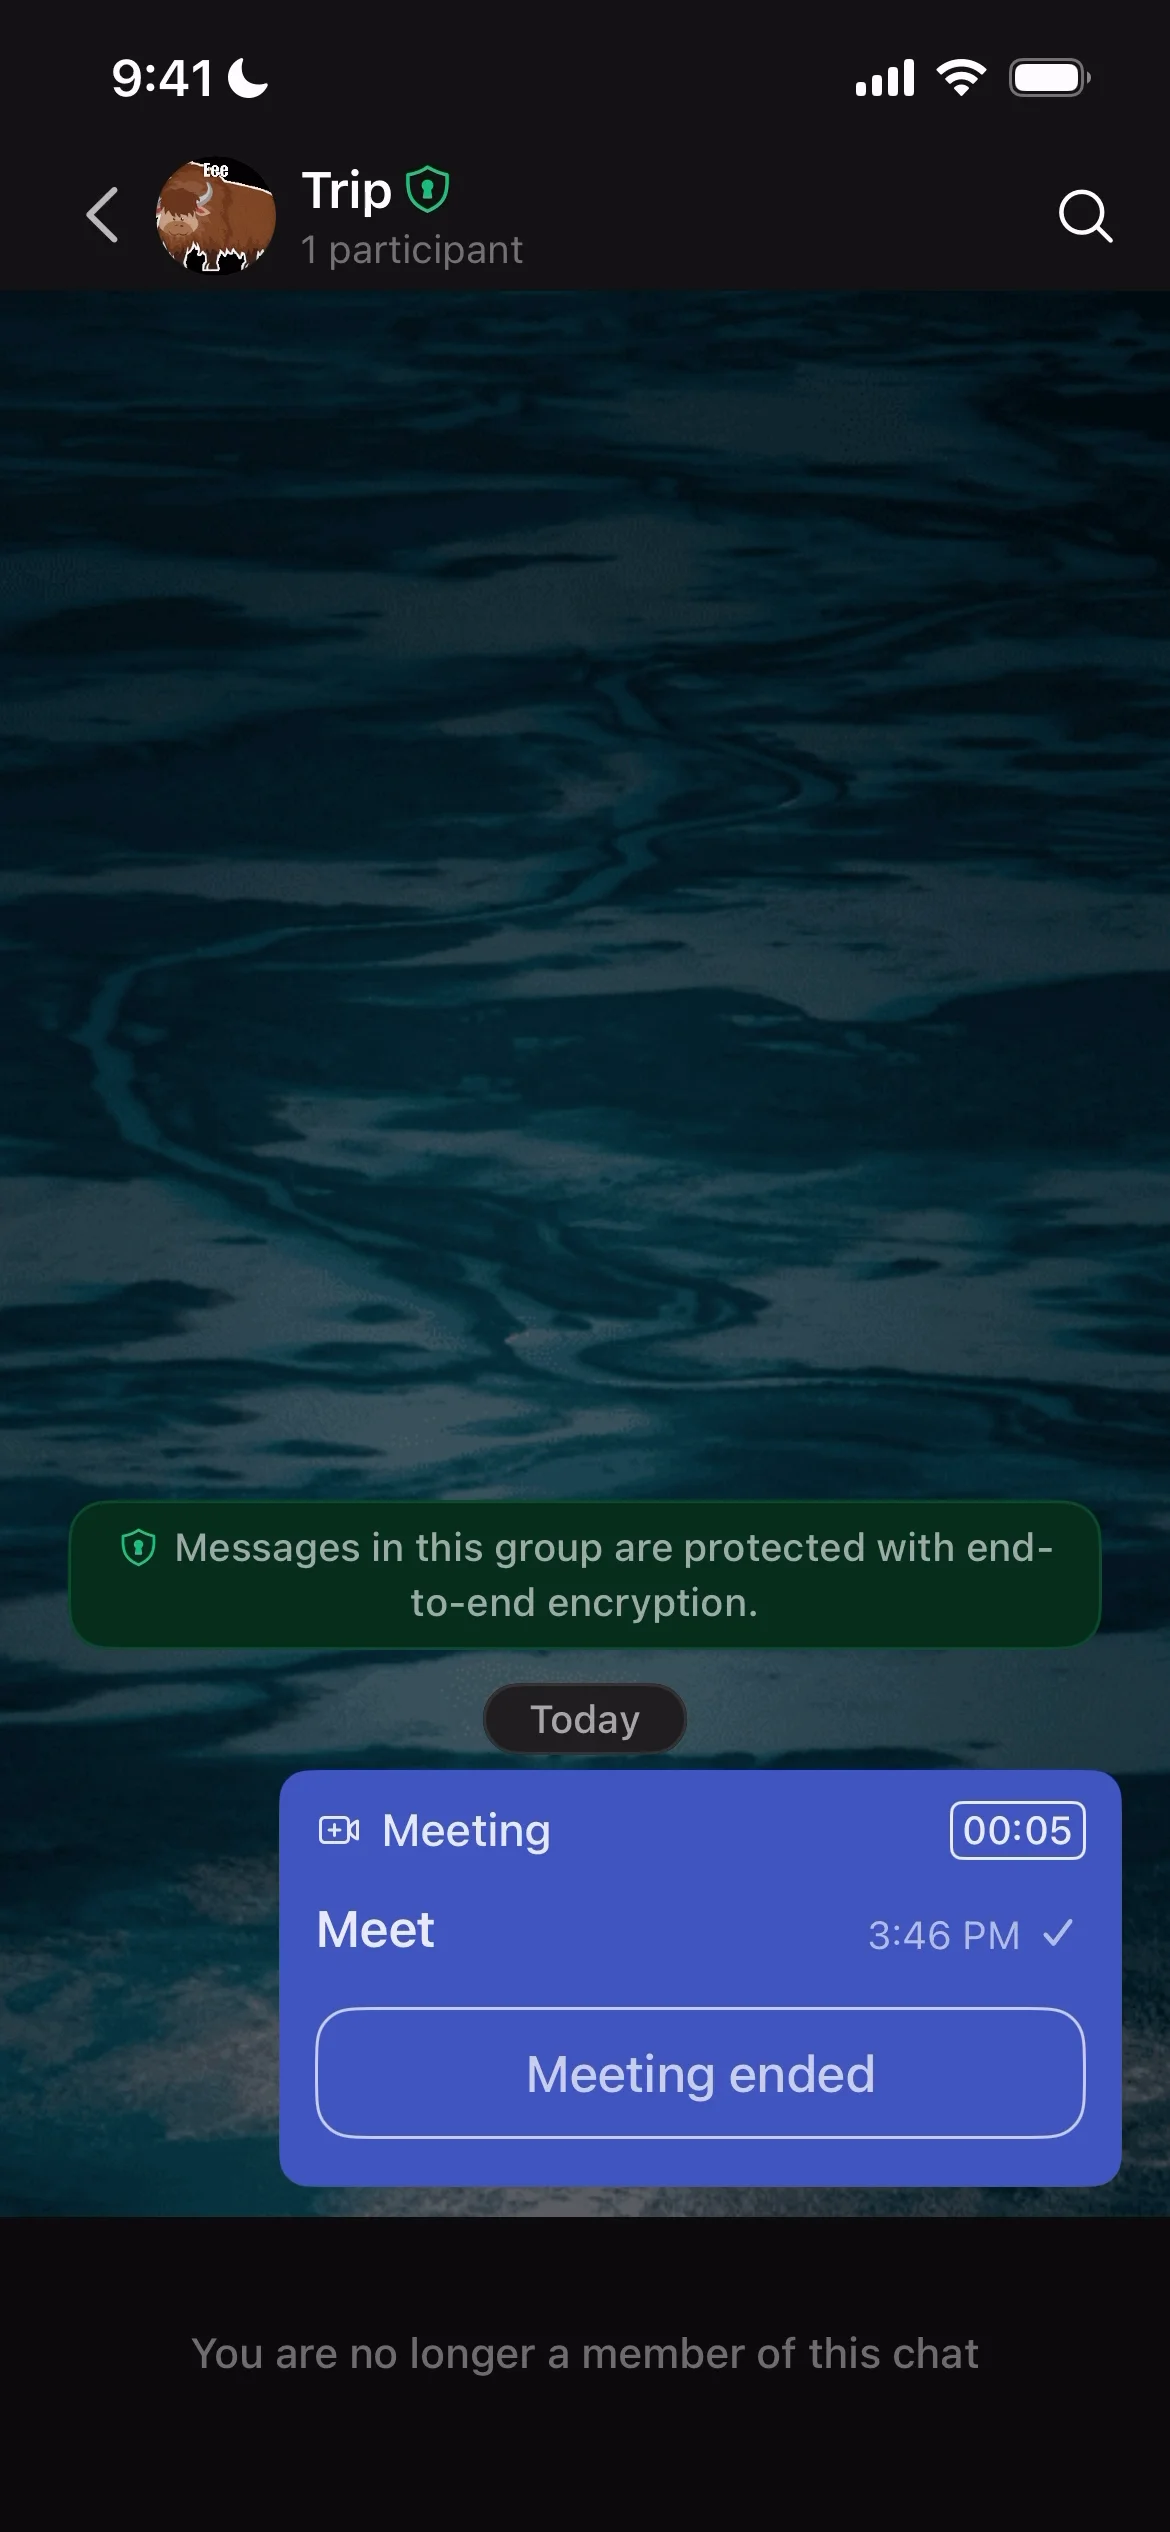 9:41
Eee
Trip
1 participant
Messages in this group are protected with end-
to-end encryption.
Today
Meeting
00:05
Meet
3:46 PM
Meeting ended
You are no longer a member of this chat